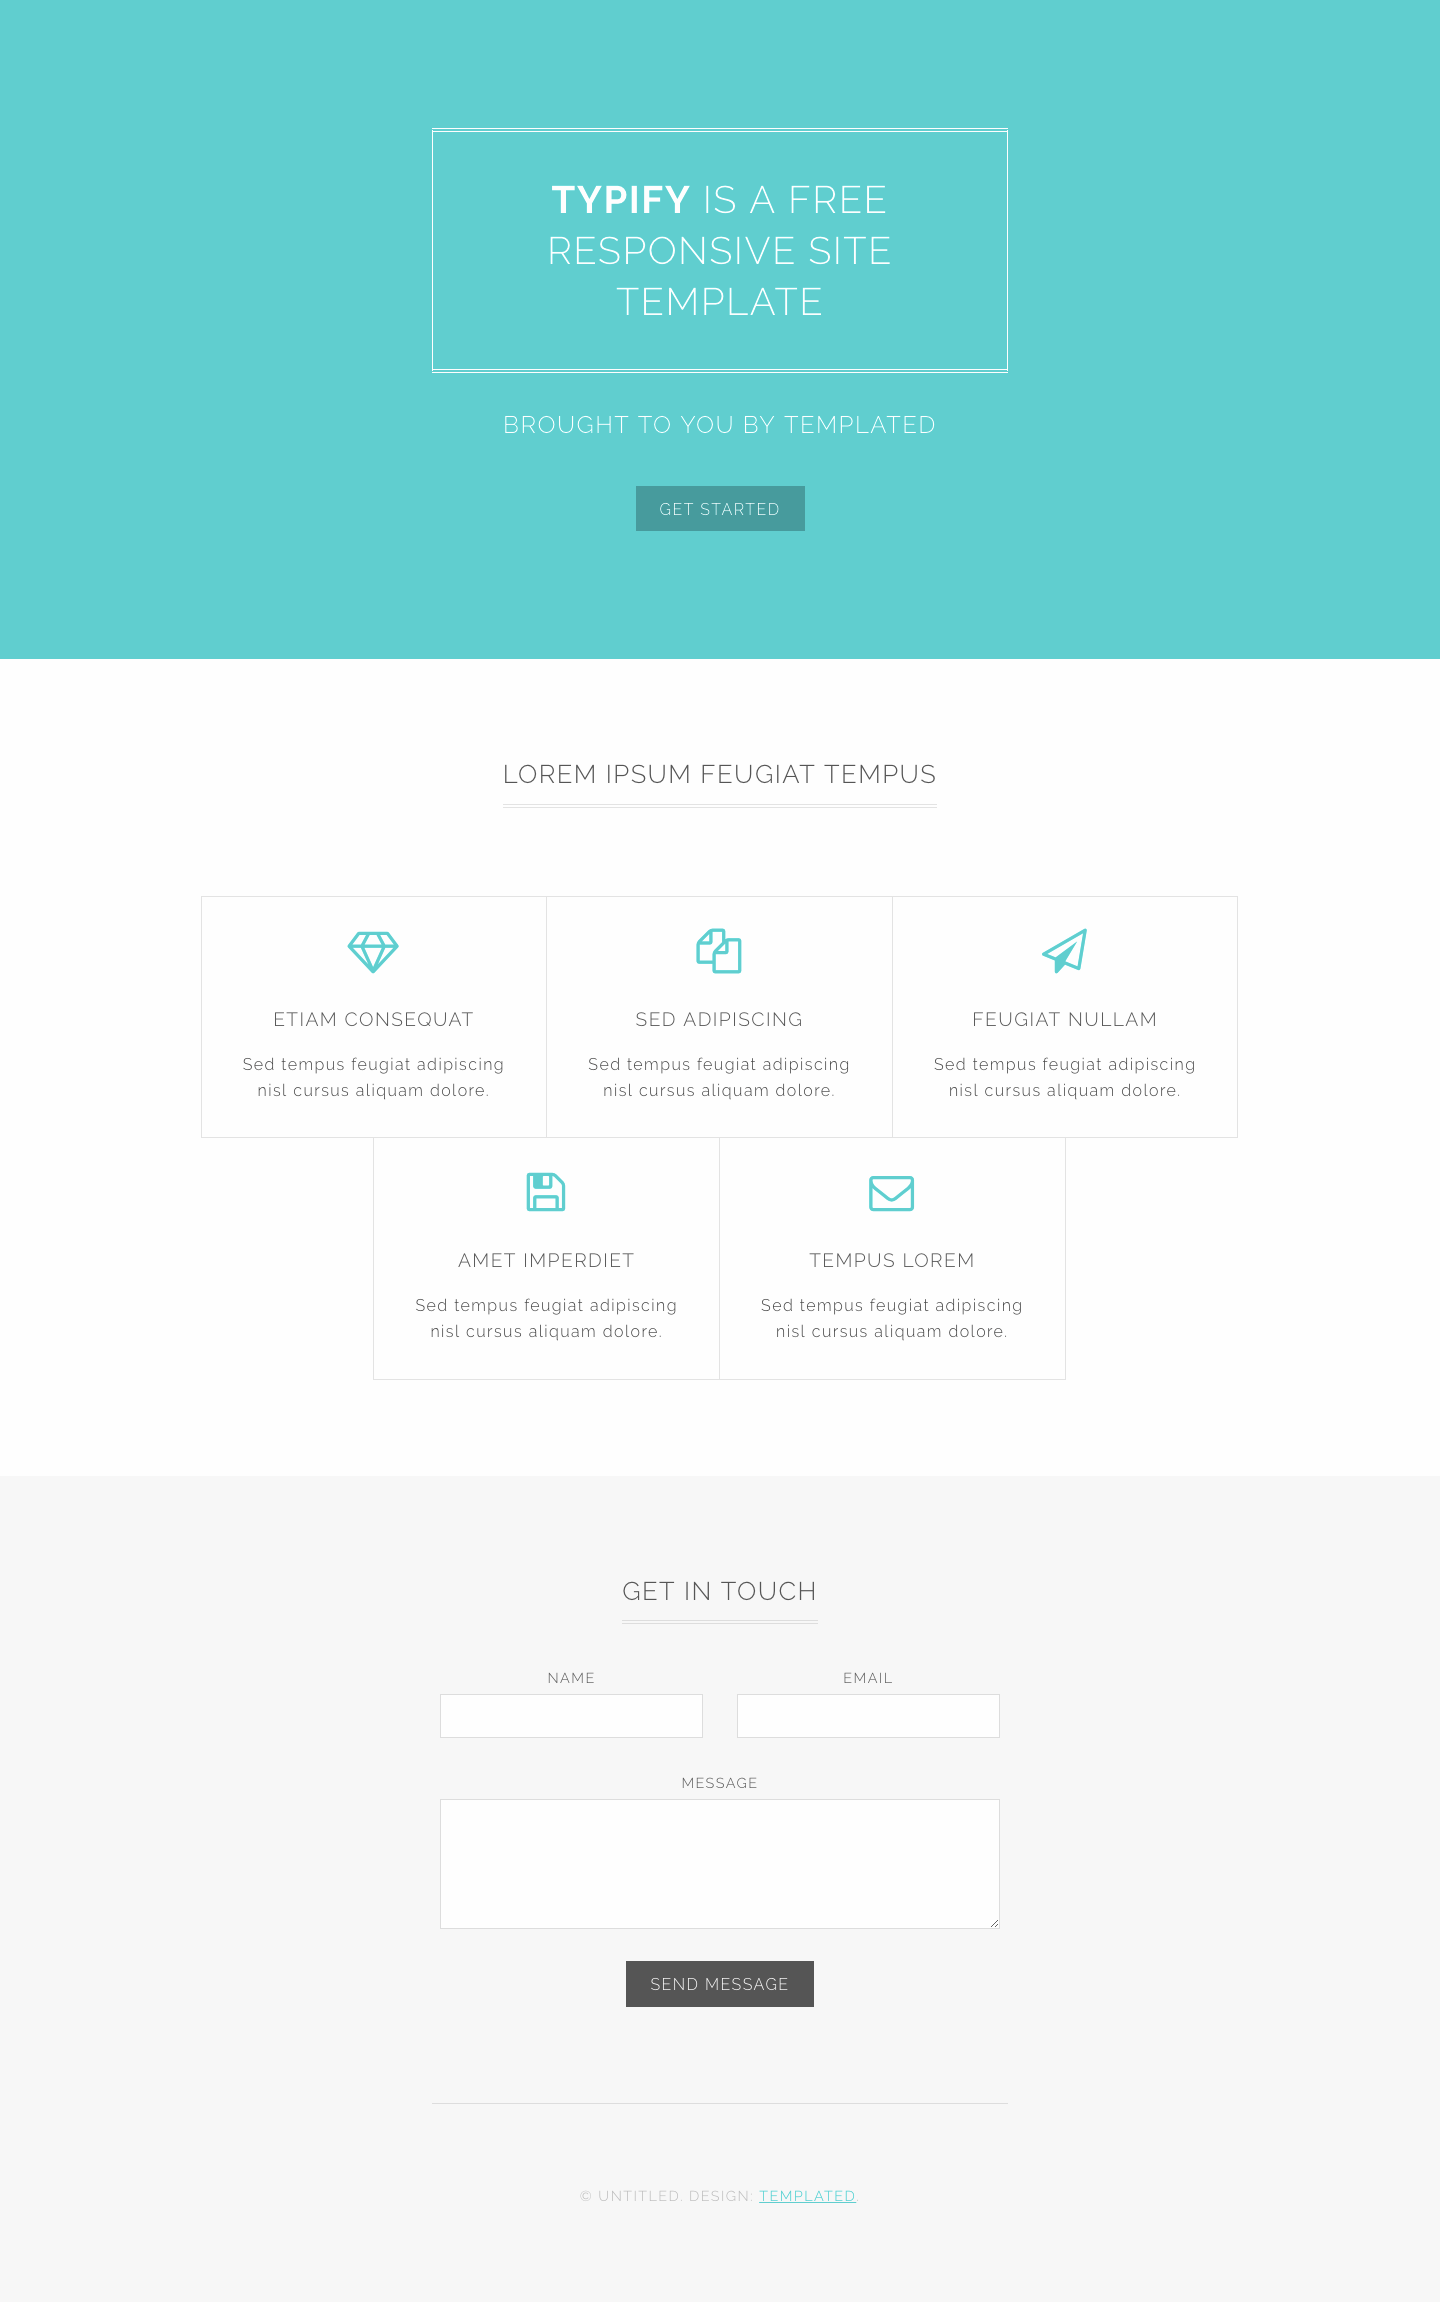 TYPIFY IS A FREE
RESPONSIVE SITE
TEMPLATE
BROUGHT TO YOU BY TEMPLATED
GET STARTED
LOREM IPSUM FEUGIAT TEMPUS
ETIAM CONSEQUAT
Sed tempus feugiat adipiscing
nisl cursus aliquam dolore.
SED ADIPISCING
Sed tempus feugiat adipiscing
nisl cursus aliquam dolore.
FEUGIAT NULLAM
Sed tempus feugiat adipiscing
nisl cursus aliquam dolore.
AMET IMPERDIET
Sed tempus feugiat adipiscing
nisl cursus aliquam dolore.
TEMPUS LOREM
Sed tempus feugiat adipiscing
nisl cursus aliquam dolore.
GET IN TOUCH
NAME
EMAIL
MESSAGE
SEND MESSAGE
© UNTITLED. DESIGN: TEMPLATED.